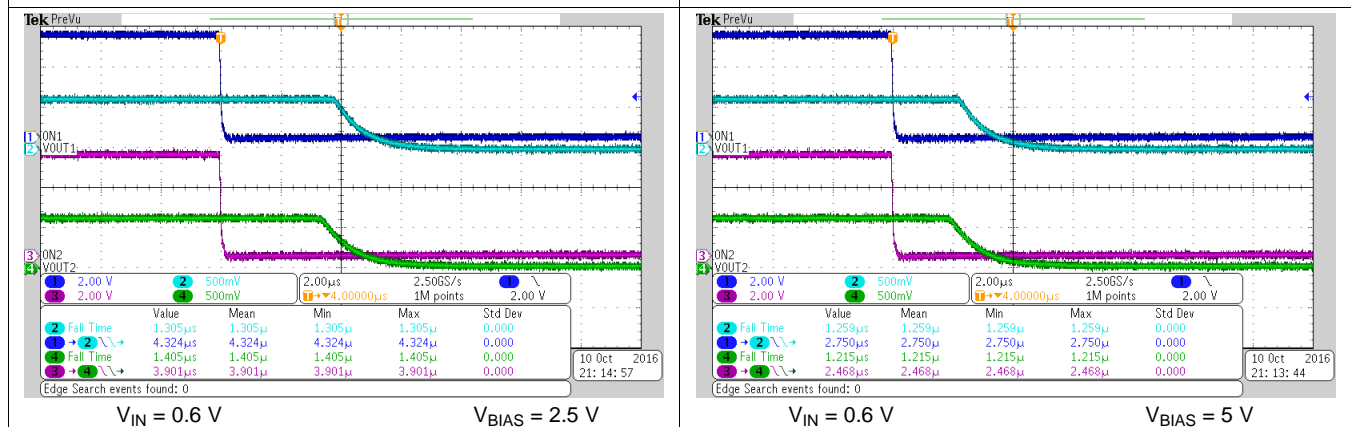 Tek PreVu
T
T
1 ON1
2 VOUT1
3 ON2
4 VOUT2
1 2.00 V 2 500mV
3 2.00 V 4 500mV
2.00µs 2.50GS/s 1 \
T→▼4.00000µs 1M points 2.00 V
Value Mean Min Max Std Dev
2 Fall Time 1.305µs 1.305µ 1.305µ 1.305µ 0.000
1 →2 \\→ 4.324µs 4.324µ 4.324µ 4.324µ 0.000
4 Fall Time 1.405µs 1.405µ 1.405µ 1.405µ 0.000
3 →4 \\→ 3.901µs 3.901µ 3.901µ 3.901µ 0.000
10 Oct 2016
21:14:57
Edge Search events found: 0
VIN = 0.6 V VBIAS = 2.5 V
Tek PreVu
T
T
1 ON1
2 VOUT1
3 ON2
4 VOUT2
1 2.00 V 2 500mV
3 2.00 V 4 500mV
2.00µs 2.50GS/s 1 \
T→▼4.00000µs 1M points 2.00 V
Value Mean Min Max Std Dev
2 Fall Time 1.259µs 1.259µ 1.259µ 1.259µ 0.000
1 →2 \\→ 2.750µs 2.750µ 2.750µ 2.750µ 0.000
4 Fall Time 1.215µs 1.215µ 1.215µ 1.215µ 0.000
3 →4 \\→ 2.468µs 2.468µ 2.468µ 2.468µ 0.000
10 Oct 2016
21:13:44
Edge Search events found: 0
VIN = 0.6 V VBIAS = 5 V